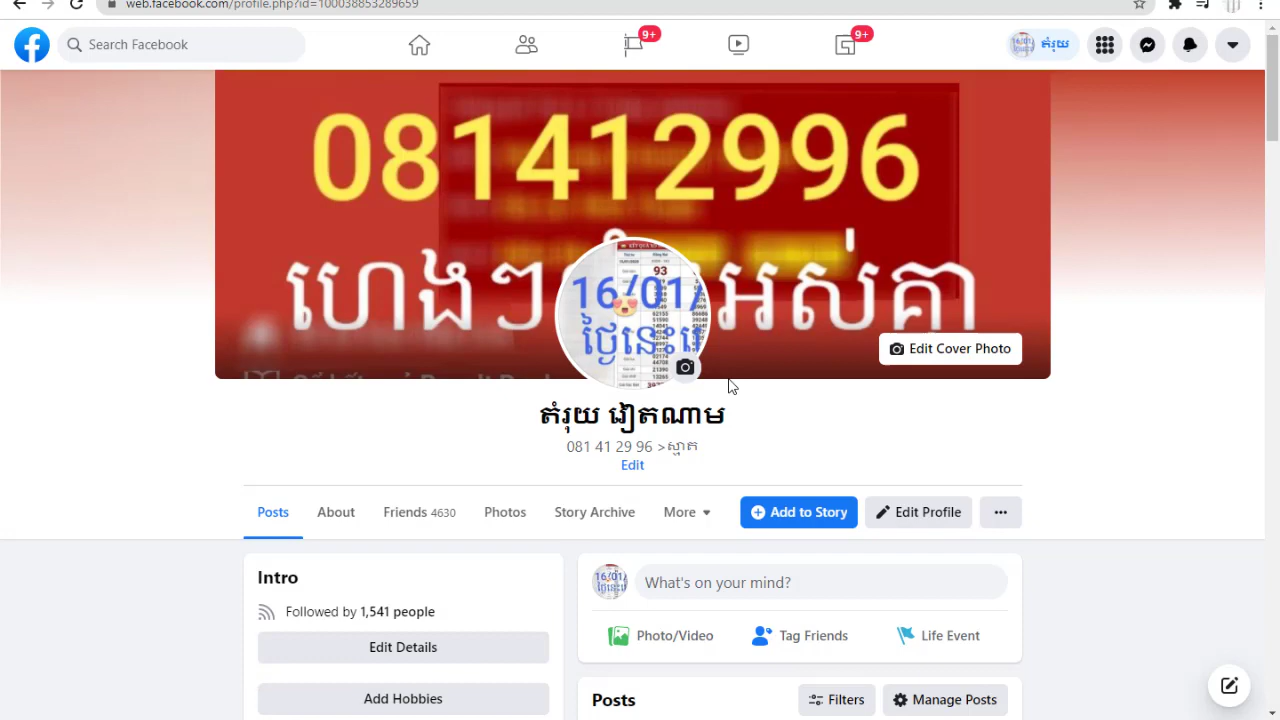 web.facebook.com/profile.php?id=100038853289659
Search Facebook
9+
9+
តំរុយ
081412996
ហេងៗ
អស់គ្នា
93
16/01/
ថ្ងៃនេះ
Edit Cover Photo
តំរុយ វៀតណាម
081 41 29 96 >ស្មាត
Edit
Posts
About
Friends 4630
Photos
Story Archive
More
Add to Story
Edit Profile
Intro
Followed by 1,541 people
Edit Details
Add Hobbies
What's on your mind?
Photo/Video
Tag Friends
Life Event
Posts
Filters
Manage Posts